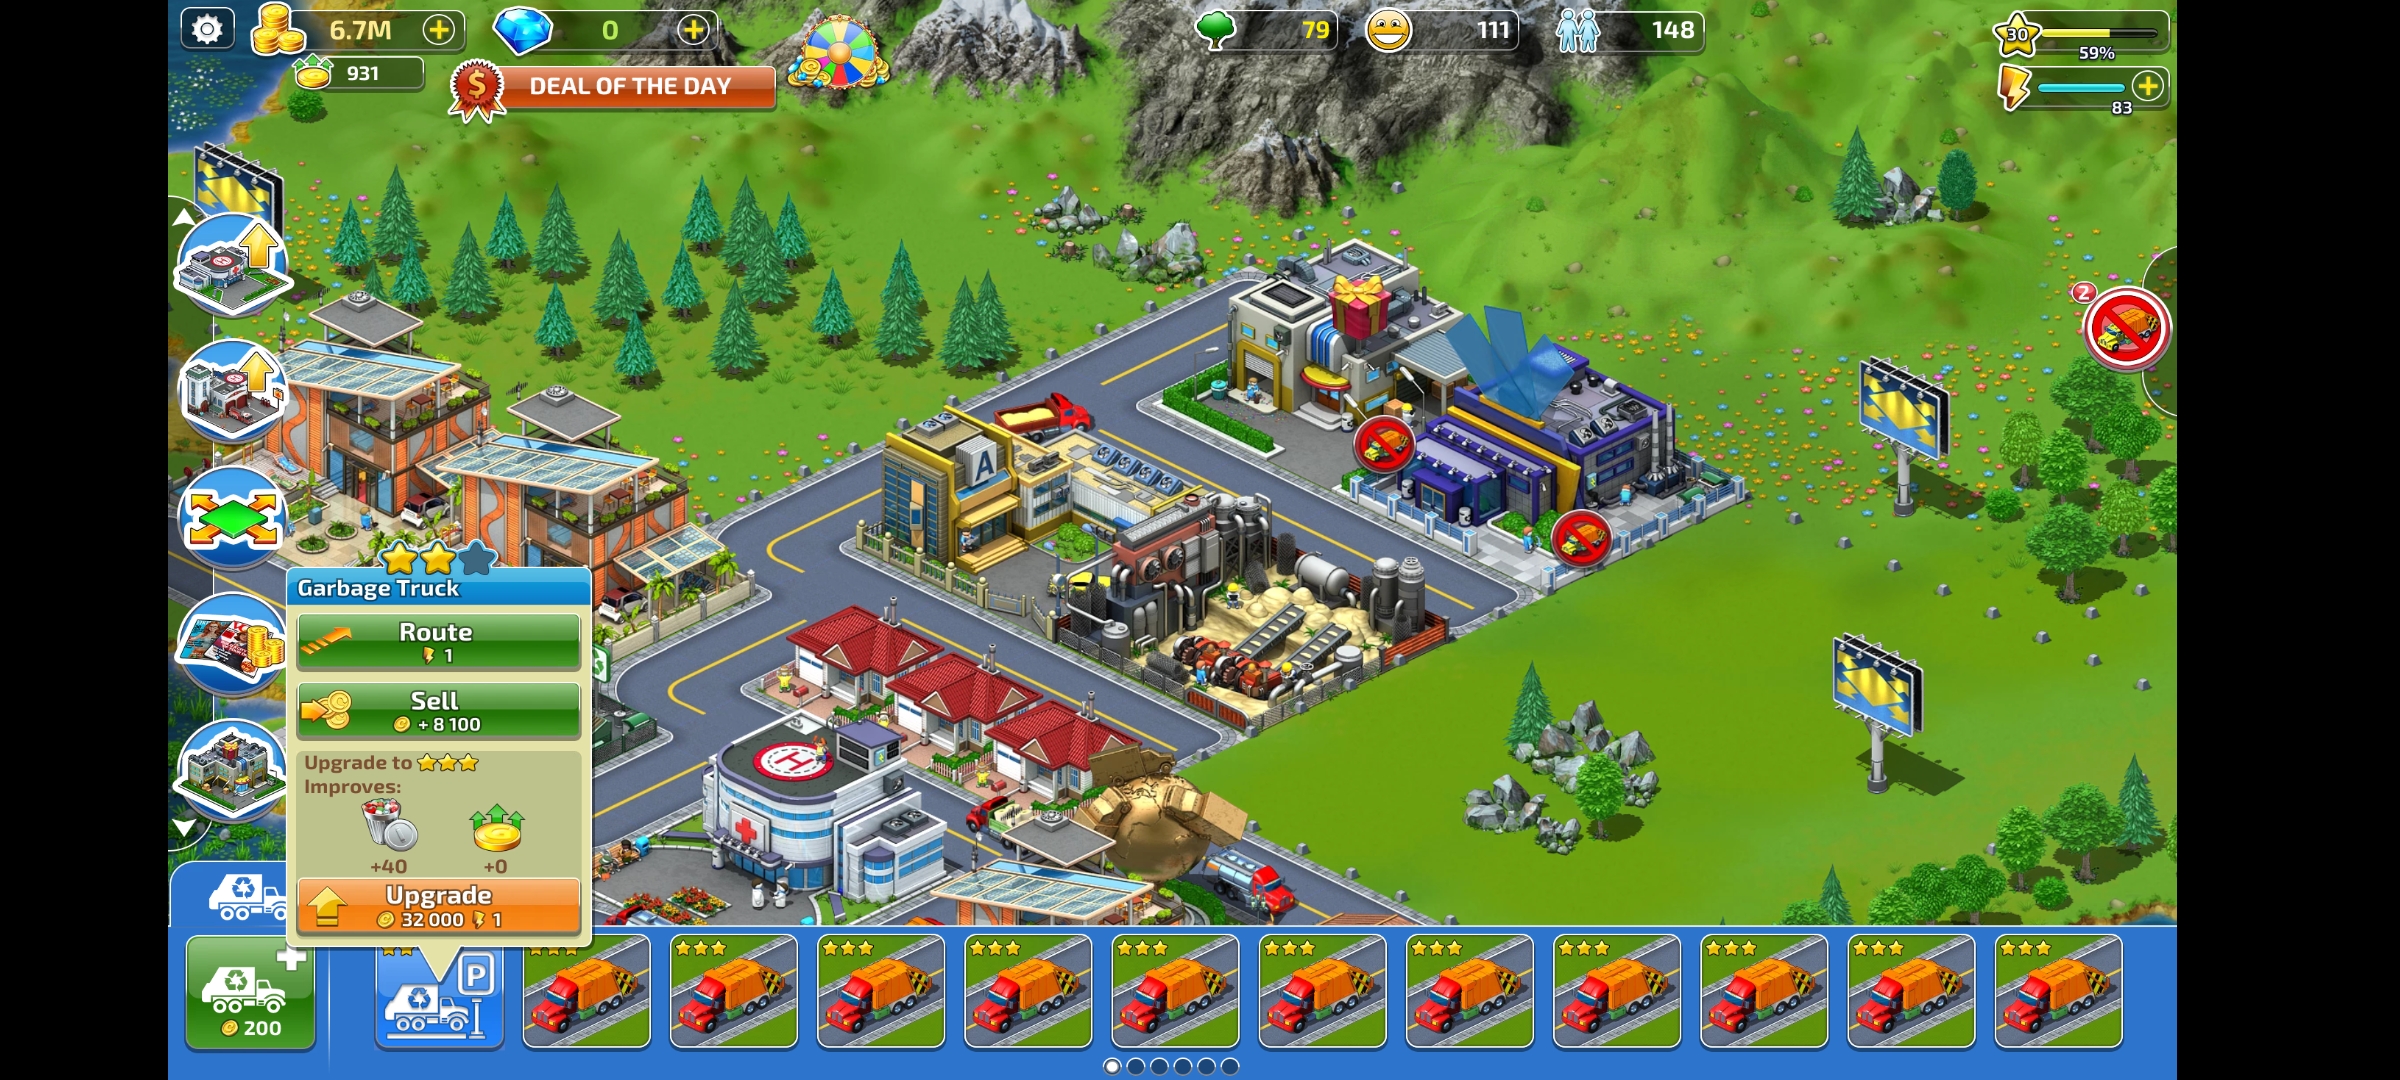 6.7M
0
79
111
148
30
59%
931
DEAL OF THE DAY
83
2
A
Garbage Truck
Route
1
Sell
+ 8 100
Upgrade to
Improves:
+40
+0
Upgrade
32 000 1
H
P
200